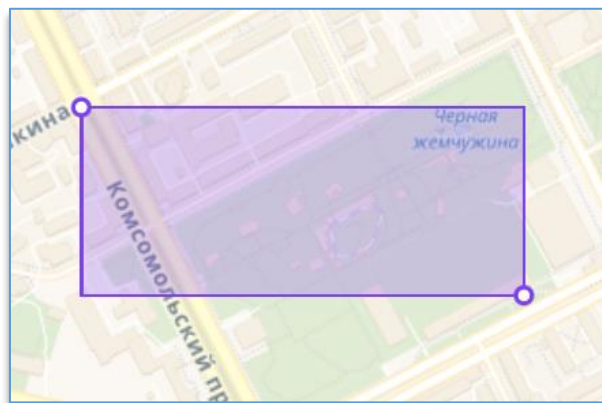 Черная
жемчужина
кина
Комсомольский пр